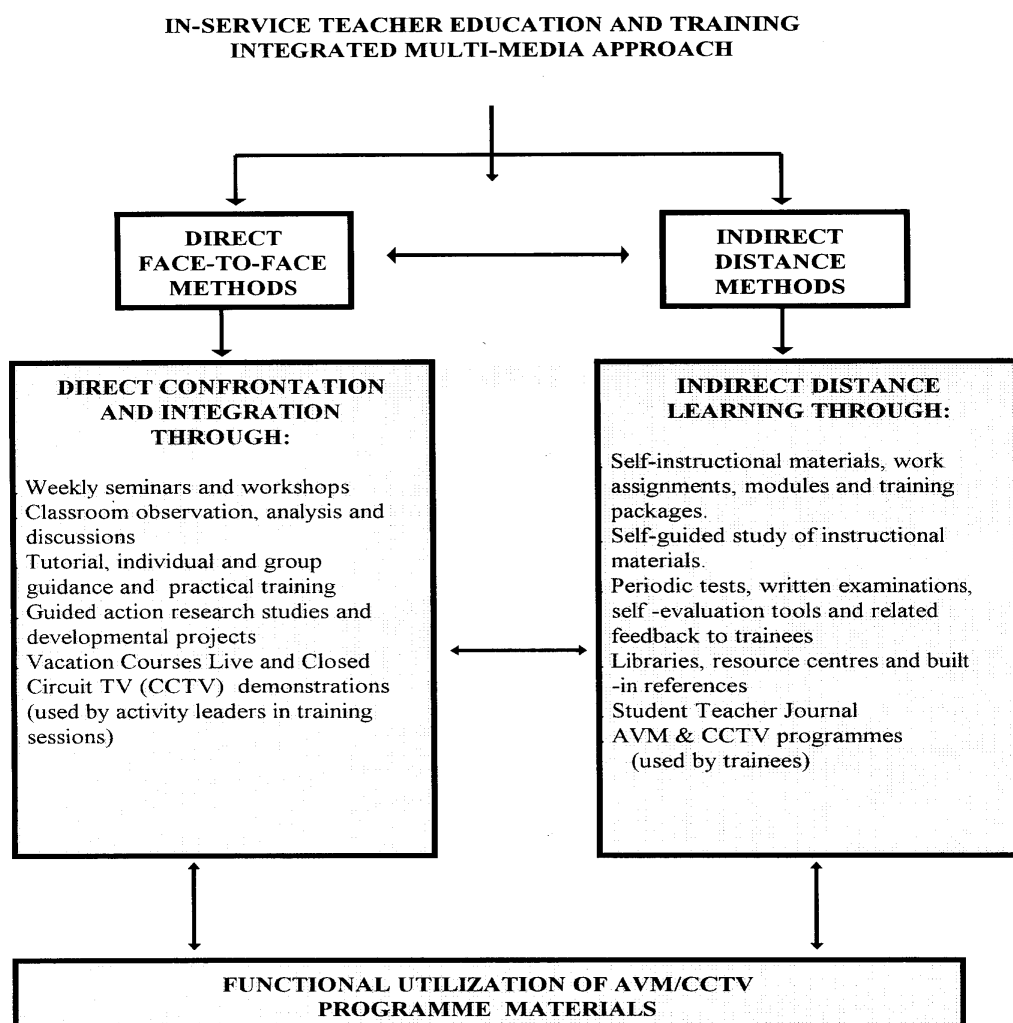 IN-SERVICE TEACHER EDUCATION AND TRAINING
INTEGRATED MULTI-MEDIA APPROACH
DIRECT
FACE-TO-FACE
METHODS
INDIRECT
DISTANCE
METHODS
DIRECT CONFRONTATION
AND INTEGRATION
THROUGH:
Weekly seminars and workshops
Classroom observation, analysis and
discussions
Tutorial, individual and group
guidance and practical training
Guided action research studies and
developmental projects
Vacation Courses Live and Closed
Circuit TV (CCTV) demonstrations
(used by activity leaders in training
sessions)
INDIRECT DISTANCE
LEARNING THROUGH:
Self-instructional materials, work
assignments, modules and training
packages.
Self-guided study of instructional
materials.
Periodic tests, written examinations,
self -evaluation tools and related
feedback to trainees
Libraries, resource centres and built
-in references
Student Teacher Journal
AVM & CCTV programmes
(used by trainees)
FUNCTIONAL UTILIZATION OF AVM/CCTV
PROGRAMME MATERIALS